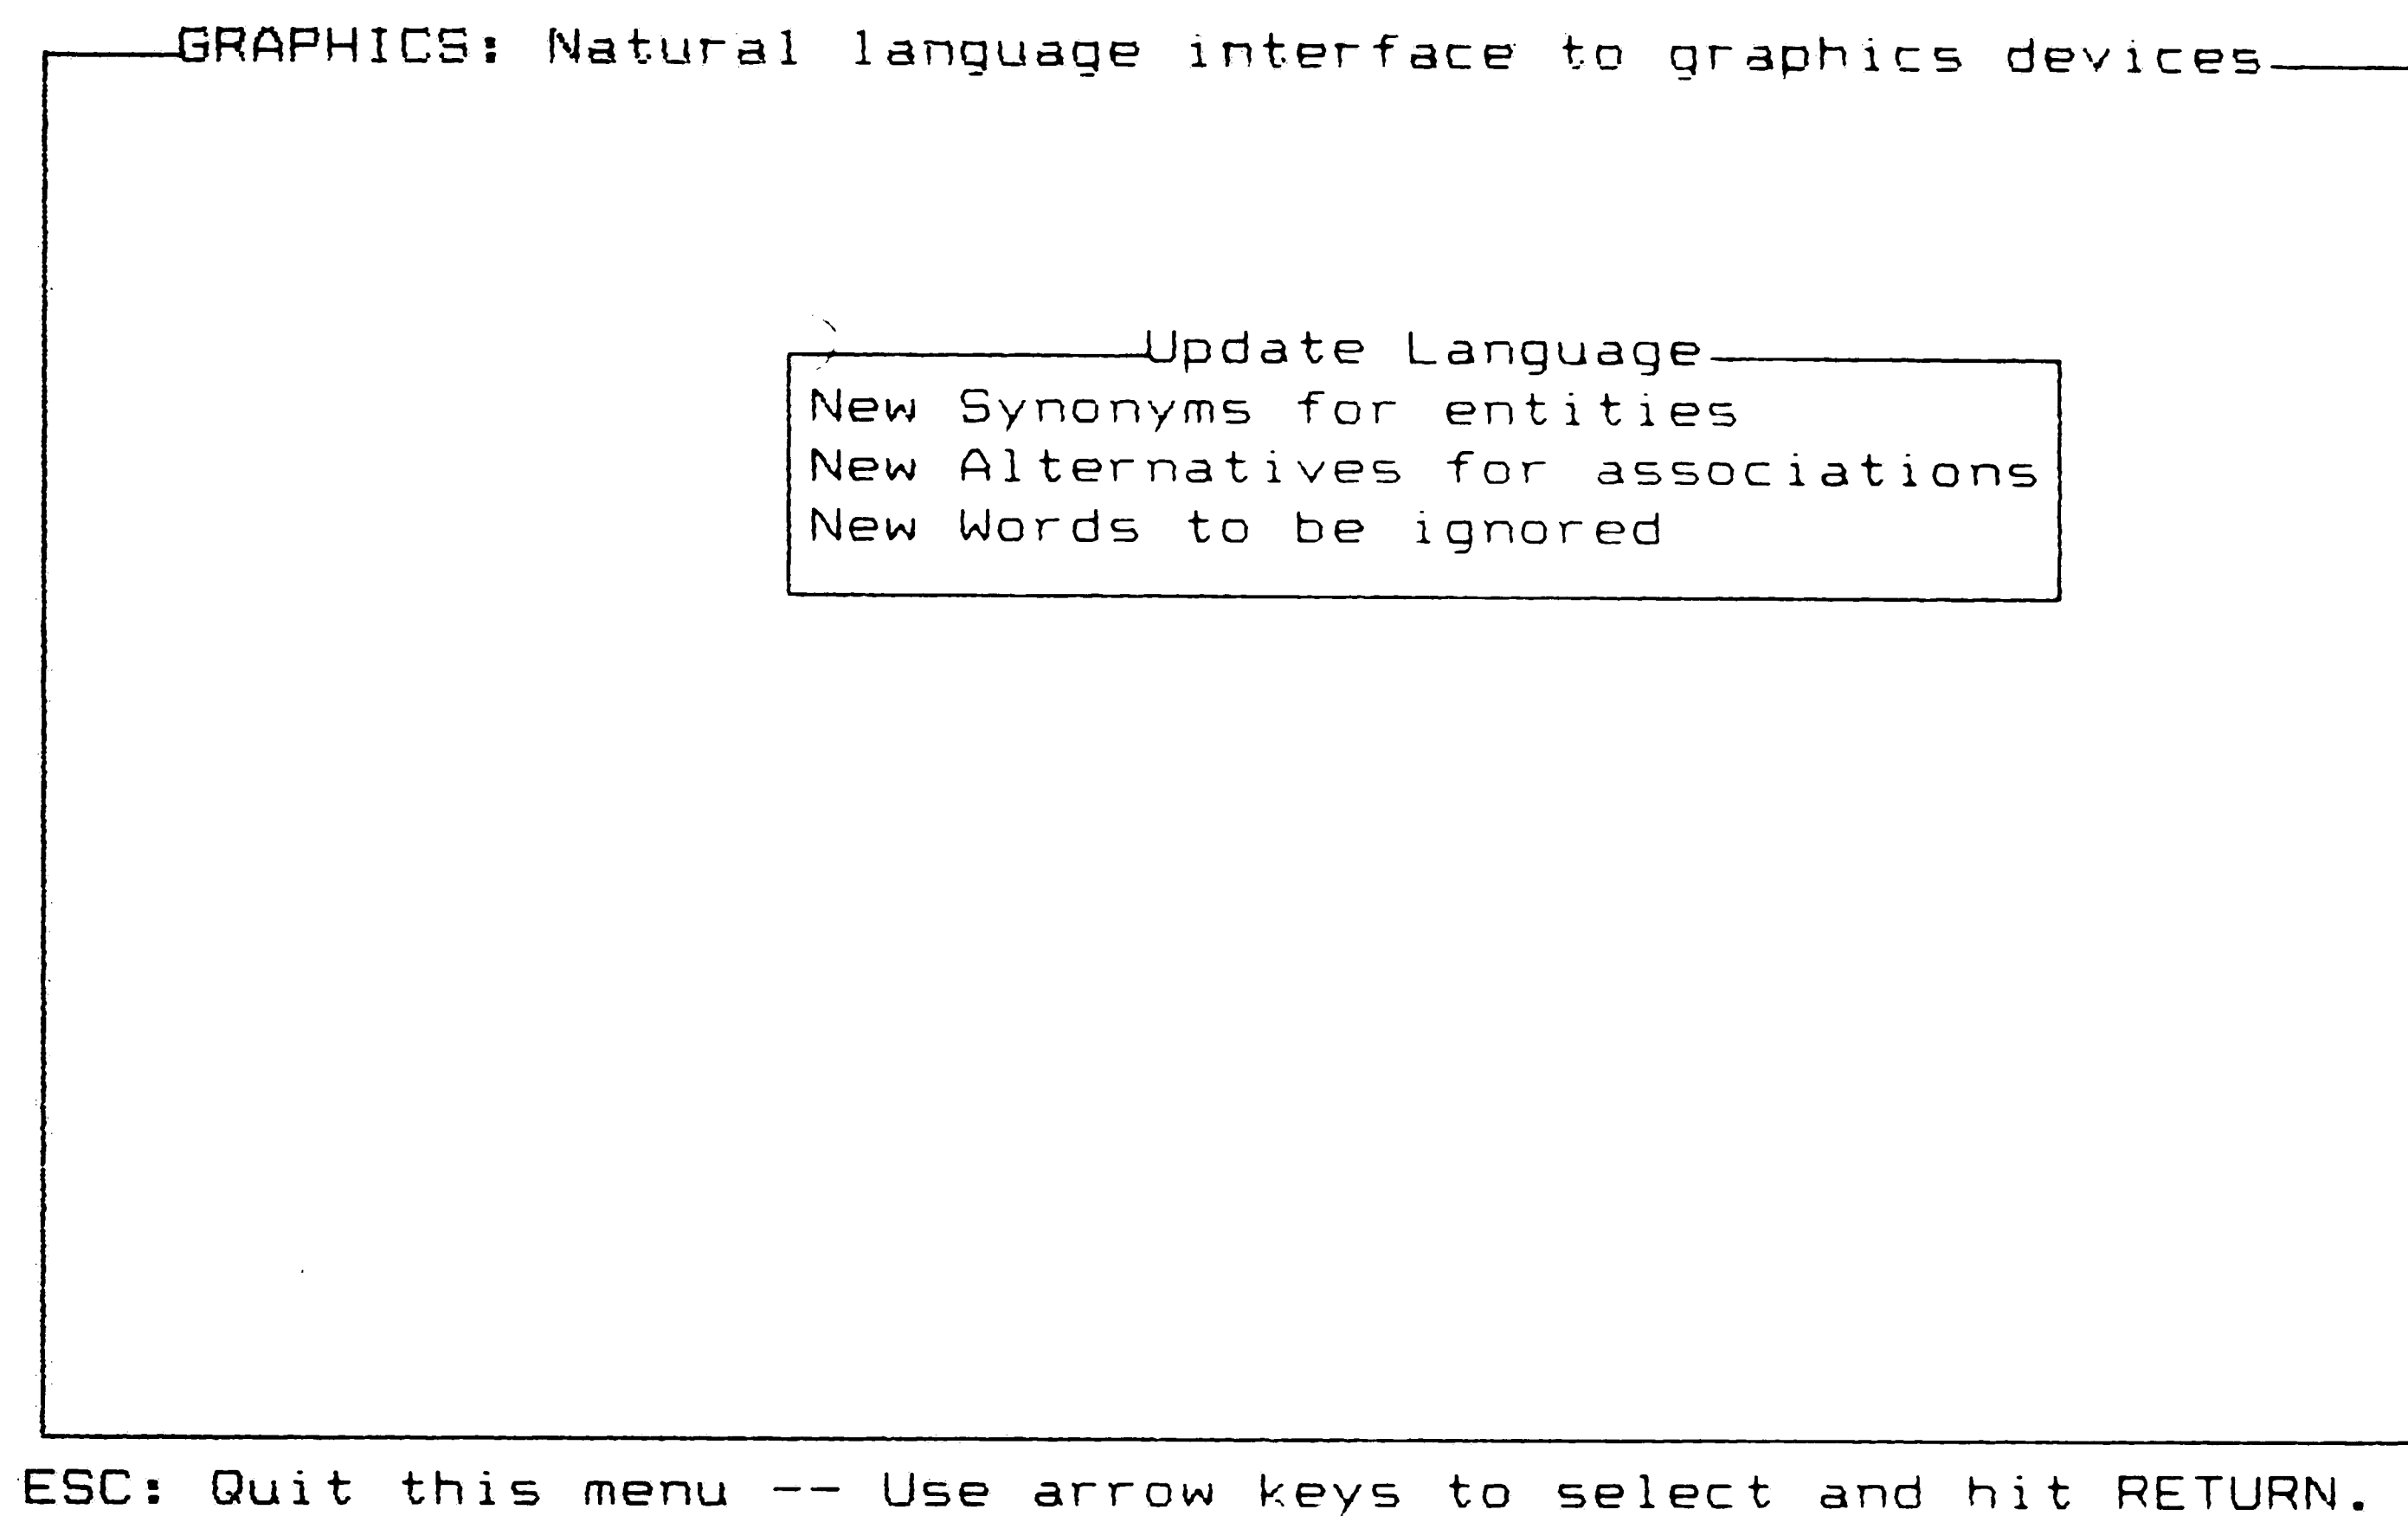 GRAPHICS: Natural language interface to graphics devices
Update Language
New Synonyms for entities
New Alternatives for associations
New Words to be ignored
ESC: Quit this menu -- Use arrow keys to select and hit RETURN.